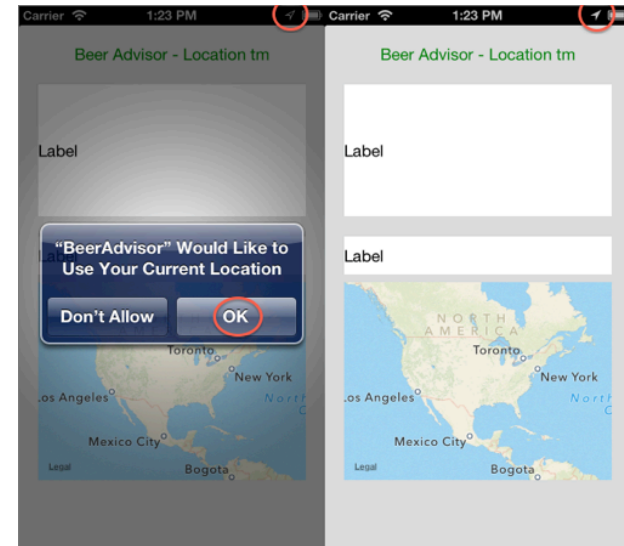 Carrier 1:23 PM
Beer Advisor - Location tm
Label
"BeerAdvisor" Would Like to
Use Your Current Location
Don't Allow OK
Toronto
New York
os Angeles
North
Mexico City
Legal
Bogota
Carrier 1:23 PM
Beer Advisor - Location tm
Label
Label
NORTH
AMERICA
Toronto
New York
os Angeles
North
Mexico City
Legal
Bogota